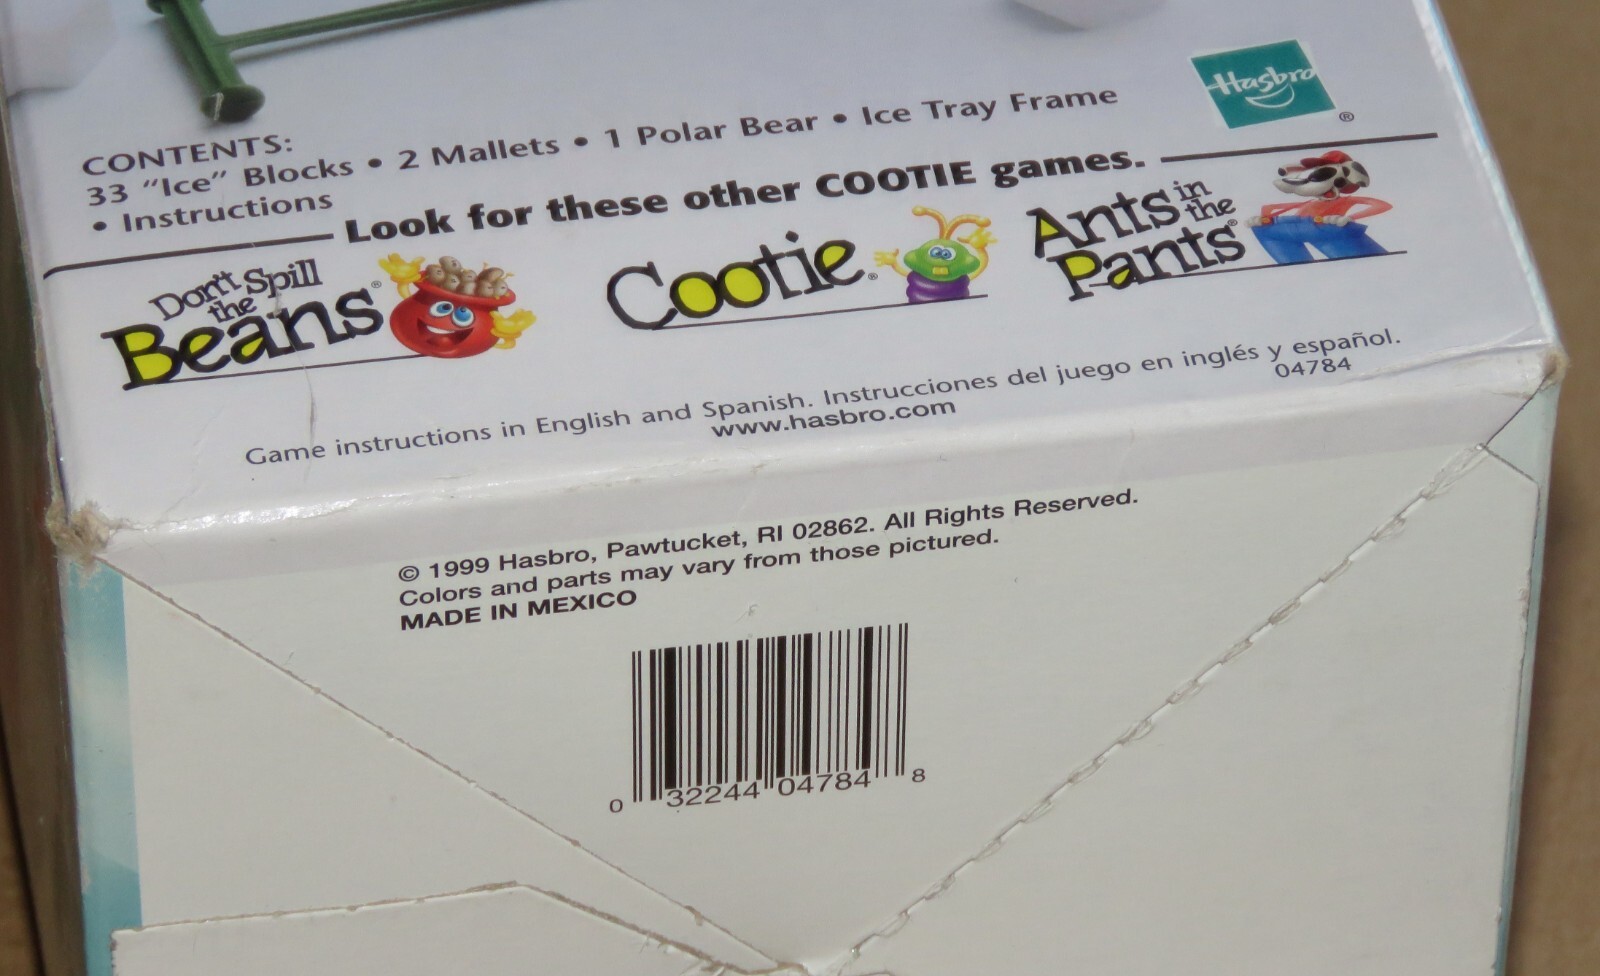 Hasbro
®
CONTENTS:
33 "Ice" Blocks • 2 Mallets • 1 Polar Bear • Ice Tray Frame
• Instructions
Look for these other COOTIE games.
Don't Spill
the
Beans®
Cootie®
Ants in
the
Pants®
Game instructions in English and Spanish. Instrucciones del juego en inglés y español.
www.hasbro.com
04784
© 1999 Hasbro, Pawtucket, RI 02862. All Rights Reserved.
Colors and parts may vary from those pictured.
MADE IN MEXICO
0 32244 04784 8